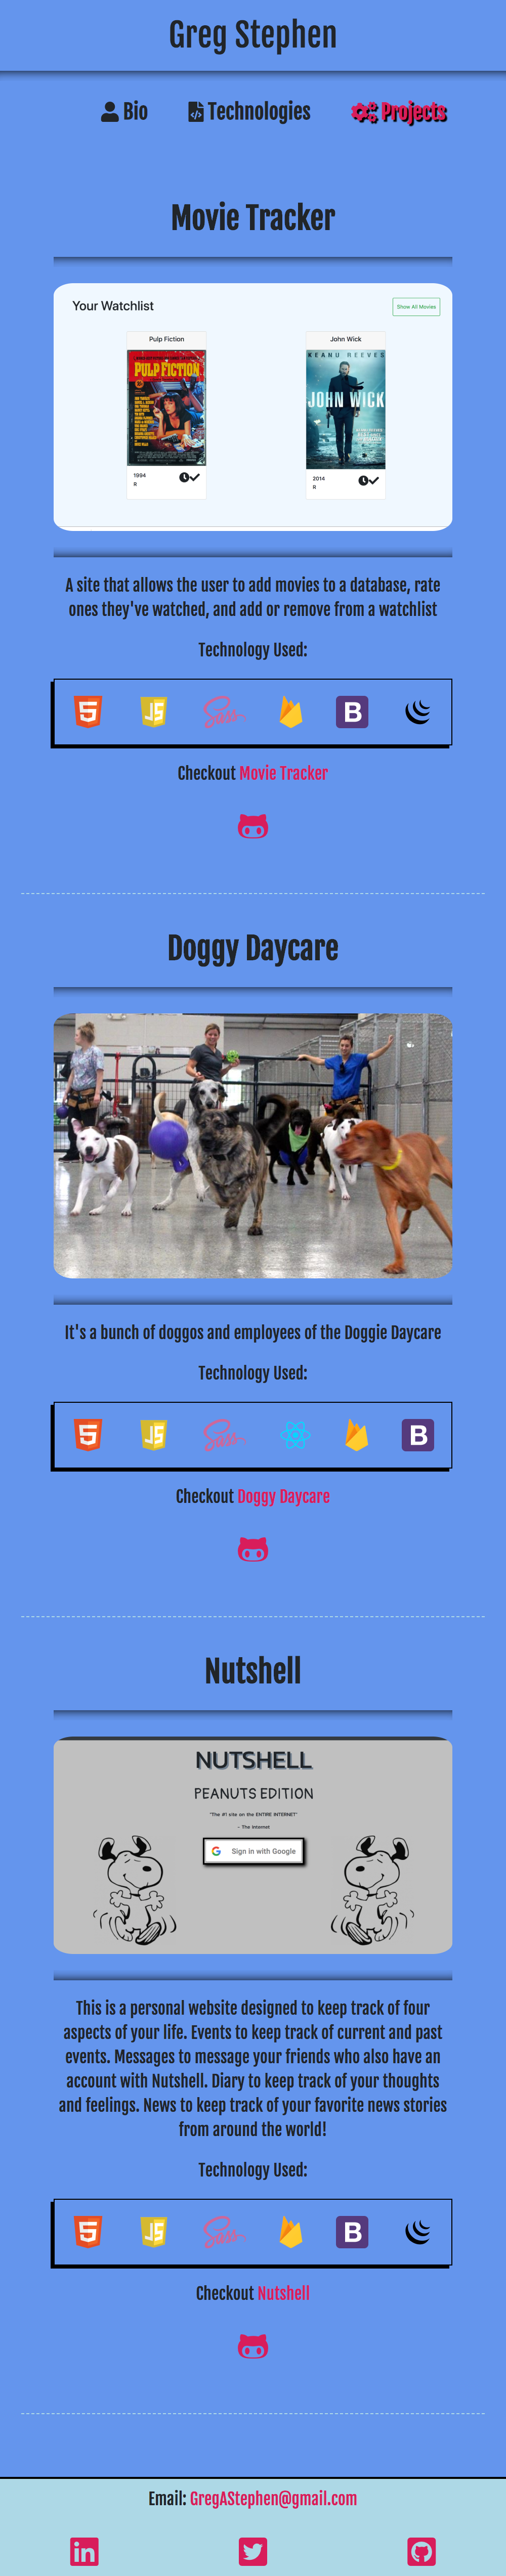 Greg Stephen
Bio
Technologies
Projects
Movie Tracker
Your Watchlist
Show All Movies
Pulp Fiction
John Wick
PULP FICTION
KEANU REEVES
JOHN WICK
1994
R
2014
R
A site that allows the user to add movies to a database, rate
ones they've watched, and add or remove from a watchlist
Technology Used:
5
JS
Sass
B
Checkout Movie Tracker
Doggy Daycare
It's a bunch of doggos and employees of the Doggie Daycare
Technology Used:
5
JS
Sass
B
Checkout Doggy Daycare
Nutshell
NUTSHELL
PEANUTS EDITION
"The #1 site on the ENTIRE INTERNET"
- The Internet
G Sign in with Google
This is a personal website designed to keep track of four
aspects of your life. Events to keep track of current and past
events. Messages to message your friends who also have an
account with Nutshell. Diary to keep track of your thoughts
and feelings. News to keep track of your favorite news stories
from around the world!
Technology Used:
5
JS
Sass
B
Checkout Nutshell
Email: GregAStephen@gmail.com
in